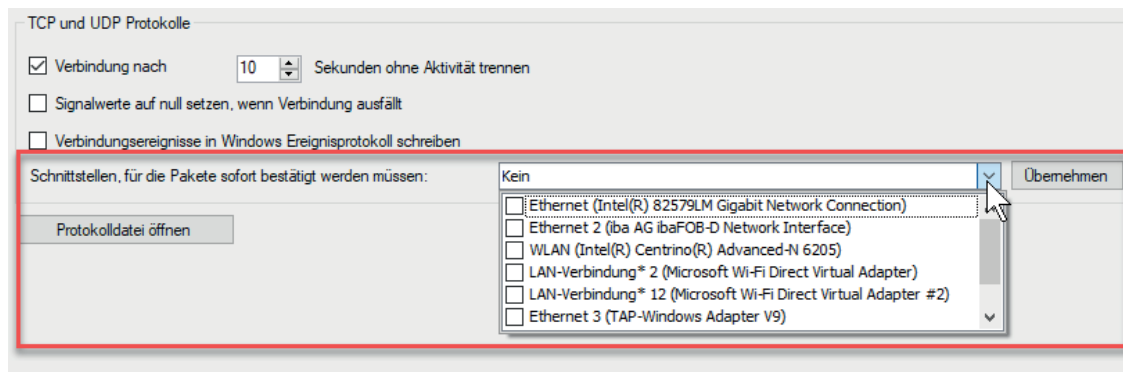 TCP und UDP Protokolle
Verbindung nach 10 Sekunden ohne Aktivität trennen
Signalwerte auf null setzen, wenn Verbindung ausfällt
Verbindungsereignisse in Windows Ereignisprotokoll schreiben
Schnittstellen, für die Pakete sofort bestätigt werden müssen: Kein Übernehmen
Ethernet (Intel(R) 82579LM Gigabit Network Connection)
Protokolldatei öffnen
Ethernet 2 (iba AG ibaFOB-D Network Interface)
WLAN (Intel(R) Centrino(R) Advanced-N 6205)
LAN-Verbindung* 2 (Microsoft Wi-Fi Direct Virtual Adapter)
LAN-Verbindung* 12 (Microsoft Wi-Fi Direct Virtual Adapter #2)
Ethernet 3 (TAP-Windows Adapter V9)